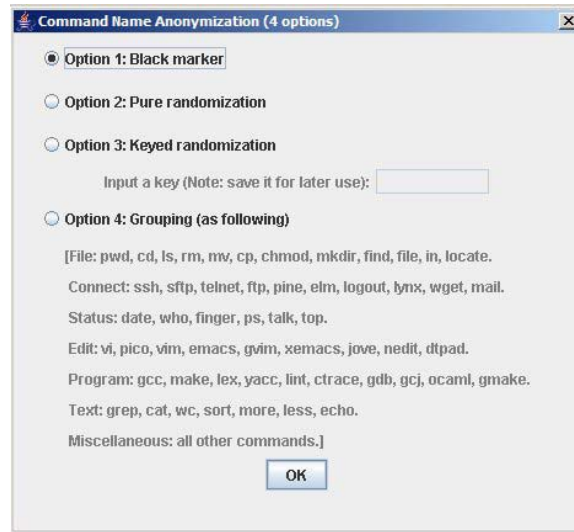 Command Name Anonymization (4 options)
Option 1: Black marker
Option 2: Pure randomization
Option 3: Keyed randomization
Input a key (Note: save it for later use):
Option 4: Grouping (as following)
[File: pwd, cd, ls, rm, mv, cp, chmod, mkdir, find, file, in, locate.
Connect: ssh, sftp, telnet, ftp, pine, elm, logout, lynx, wget, mail.
Status: date, who, finger, ps, talk, top.
Edit: vi, pico, vim, emacs, gvim, xemacs, jove, nedit, dtpad.
Program: gcc, make, lex, yacc, lint, ctrace, gdb, gcj, ocaml, gmake.
Text: grep, cat, wc, sort, more, less, echo.
Miscellaneous: all other commands.]
OK